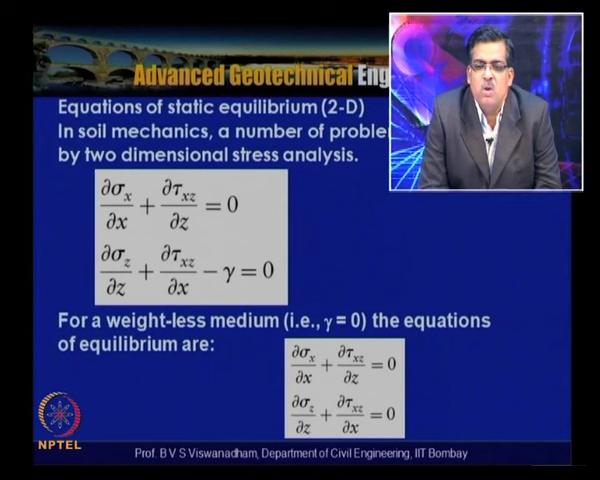 Advanced Geotechnical Eng
Equations of static equilibrium (2-D)
In soil mechanics, a number of proble
by two dimensional stress analysis.
∂σₓ/∂x + ∂τₓz/∂z = 0
∂σz/∂z + ∂τₓz/∂x − γ = 0
For a weight-less medium (i.e., γ = 0) the equations
of equilibrium are:
∂σₓ/∂x + ∂τₓz/∂z = 0
∂σz/∂z + ∂τₓz/∂x = 0
NPTEL
Prof. B V S Viswanadham, Department of Civil Engineering, IIT Bombay